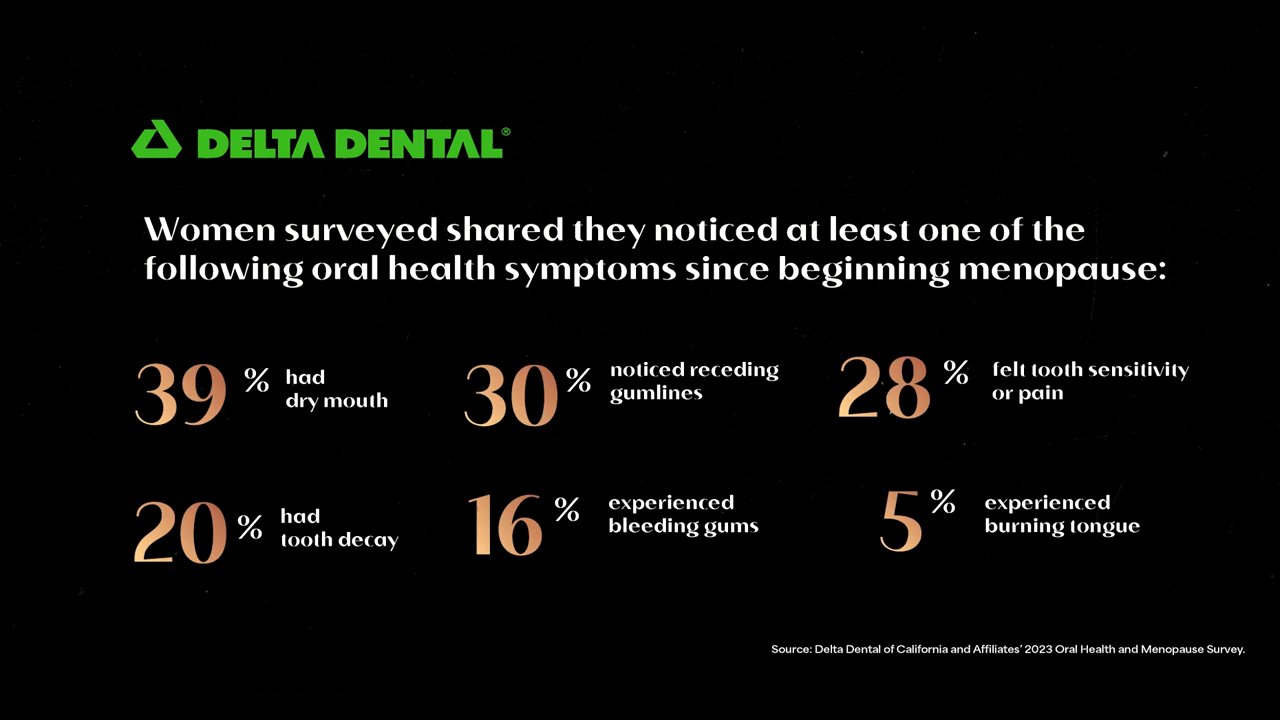 DELTA DENTAL®
Women surveyed shared they noticed at least one of the
following oral health symptoms since beginning menopause:
39% had
dry mouth
30% noticed receding
gumlines
28% felt tooth sensitivity
or pain
20% had
tooth decay
16% experienced
bleeding gums
5% experienced
burning tongue
Source: Delta Dental of California and Affiliates’ 2023 Oral Health and Menopause Survey.